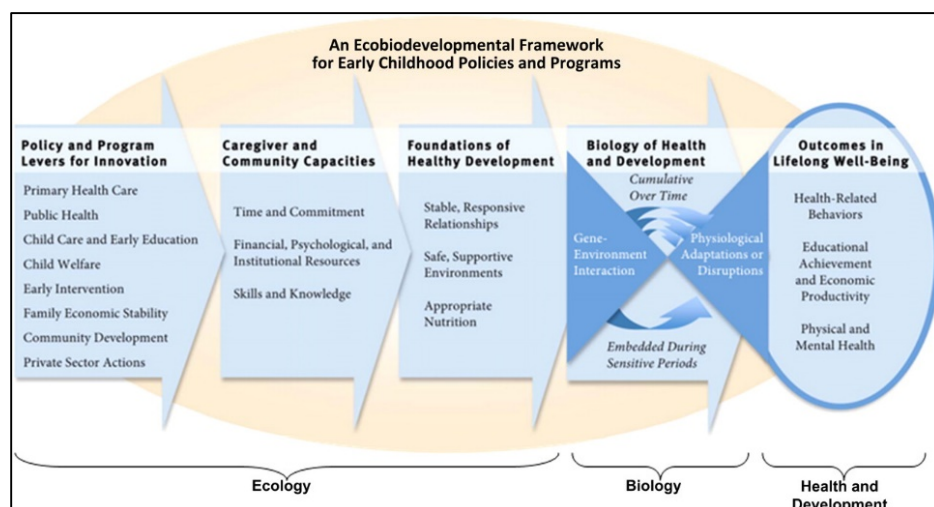 An Ecobiodevelopmental Framework
for Early Childhood Policies and Programs
Policy and Program
Levers for Innovation
Primary Health Care
Public Health
Child Care and Early Education
Child Welfare
Early Intervention
Family Economic Stability
Community Development
Private Sector Actions
Caregiver and
Community Capacities
Time and Commitment
Financial, Psychological, and
Institutional Resources
Skills and Knowledge
Foundations of
Healthy Development
Stable, Responsive
Relationships
Safe, Supportive
Environments
Appropriate
Nutrition
Biology of Health
and Development
Cumulative
Over Time
Gene-
Environment
Interaction
Physiological
Adaptations or
Disruptions
Embedded During
Sensitive Periods
Outcomes in
Lifelong Well-Being
Health-Related
Behaviors
Educational
Achievement
and Economic
Productivity
Physical and
Mental Health
Ecology
Biology
Health and
Development